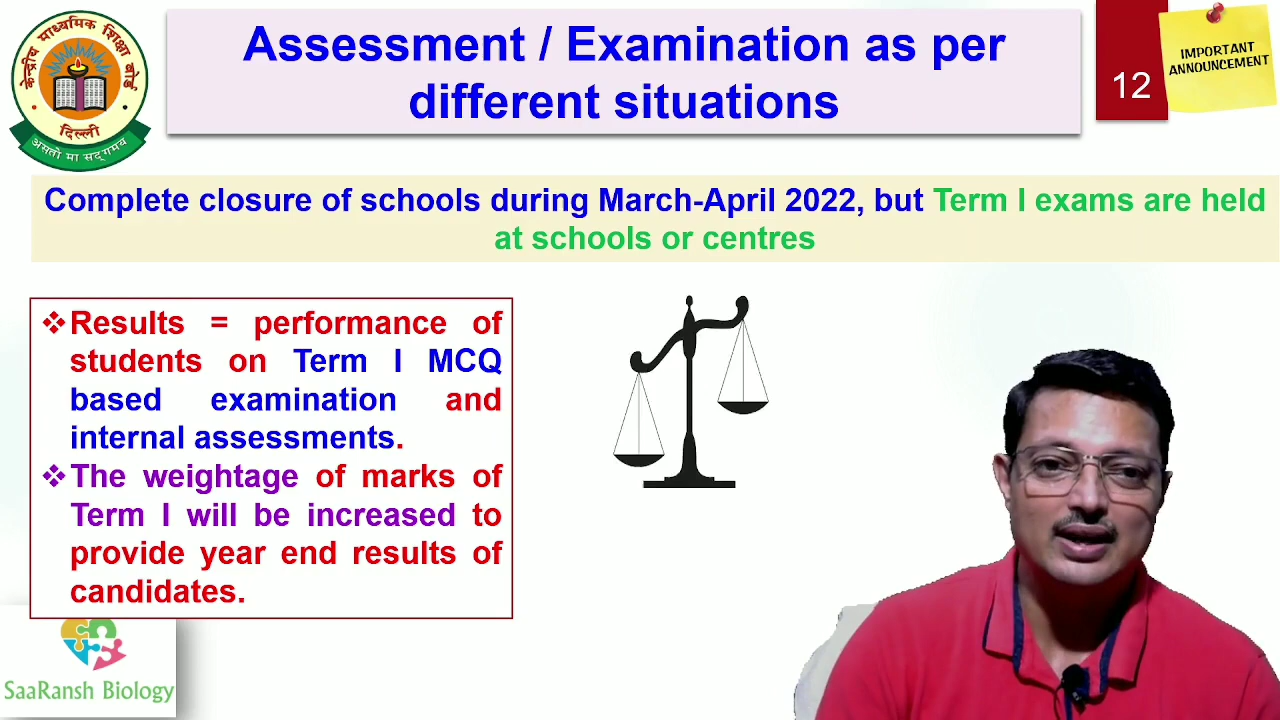 केन्द्रीय माध्यमिक शिक्षा बोर्ड
दिल्ली
असतो मा सद्गमय
Assessment / Examination as per
different situations
12
IMPORTANT
ANNOUNCEMENT
Complete closure of schools during March-April 2022, but Term I exams are held
at schools or centres
❖Results = performance of
students on Term I MCQ
based examination and
internal assessments.
❖The weightage of marks of
Term I will be increased to
provide year end results of
candidates.
SaaRansh Biology